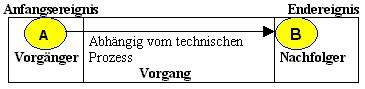 Anfangsereignis Endereignis
A B
Abhängig vom technischen
Vorgänger Prozess Nachfolger
Vorgang